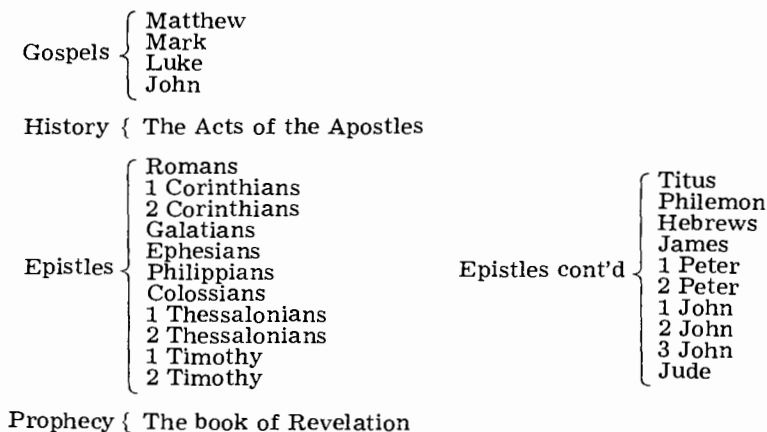 Gospels
Matthew
Mark
Luke
John
History { The Acts of the Apostles
Epistles
Romans
1 Corinthians
2 Corinthians
Galatians
Ephesians
Philippians
Colossians
1 Thessalonians
2 Thessalonians
1 Timothy
2 Timothy
Epistles cont'd
Titus
Philemon
Hebrews
James
1 Peter
2 Peter
1 John
2 John
3 John
Jude
Prophecy { The book of Revelation